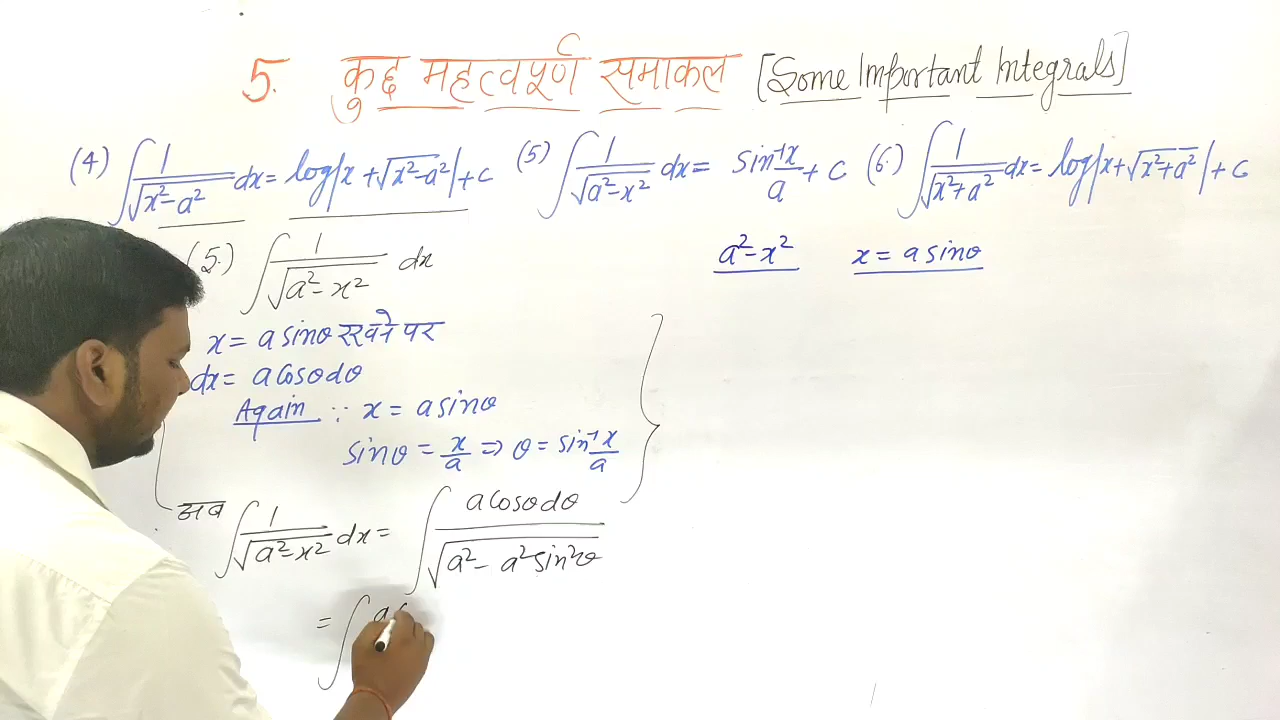 5. कुछ महत्वपूर्ण समाकल [Some Important Integrals]
(4) ∫ 1/√(x²-a²) dx = log|x + √(x²-a²)| + c (5) ∫ 1/√(a²-x²) dx = sin⁻¹ x/a + c (6.) ∫ 1/√(x²+a²) dx = log|x+√(x²+a²)| + c
(5.) ∫ 1/√(a²-x²) dx a²-x² x = a sinθ
x = a sinθ रखने पर
dx = a cosθ dθ
Again ∵ x = a sinθ
sinθ = x/a ⇒ θ = sin⁻¹ x/a
अब ∫ 1/√(a²-x²) dx = ∫ a cosθ dθ/√(a² - a² sin²θ)
= ∫ a